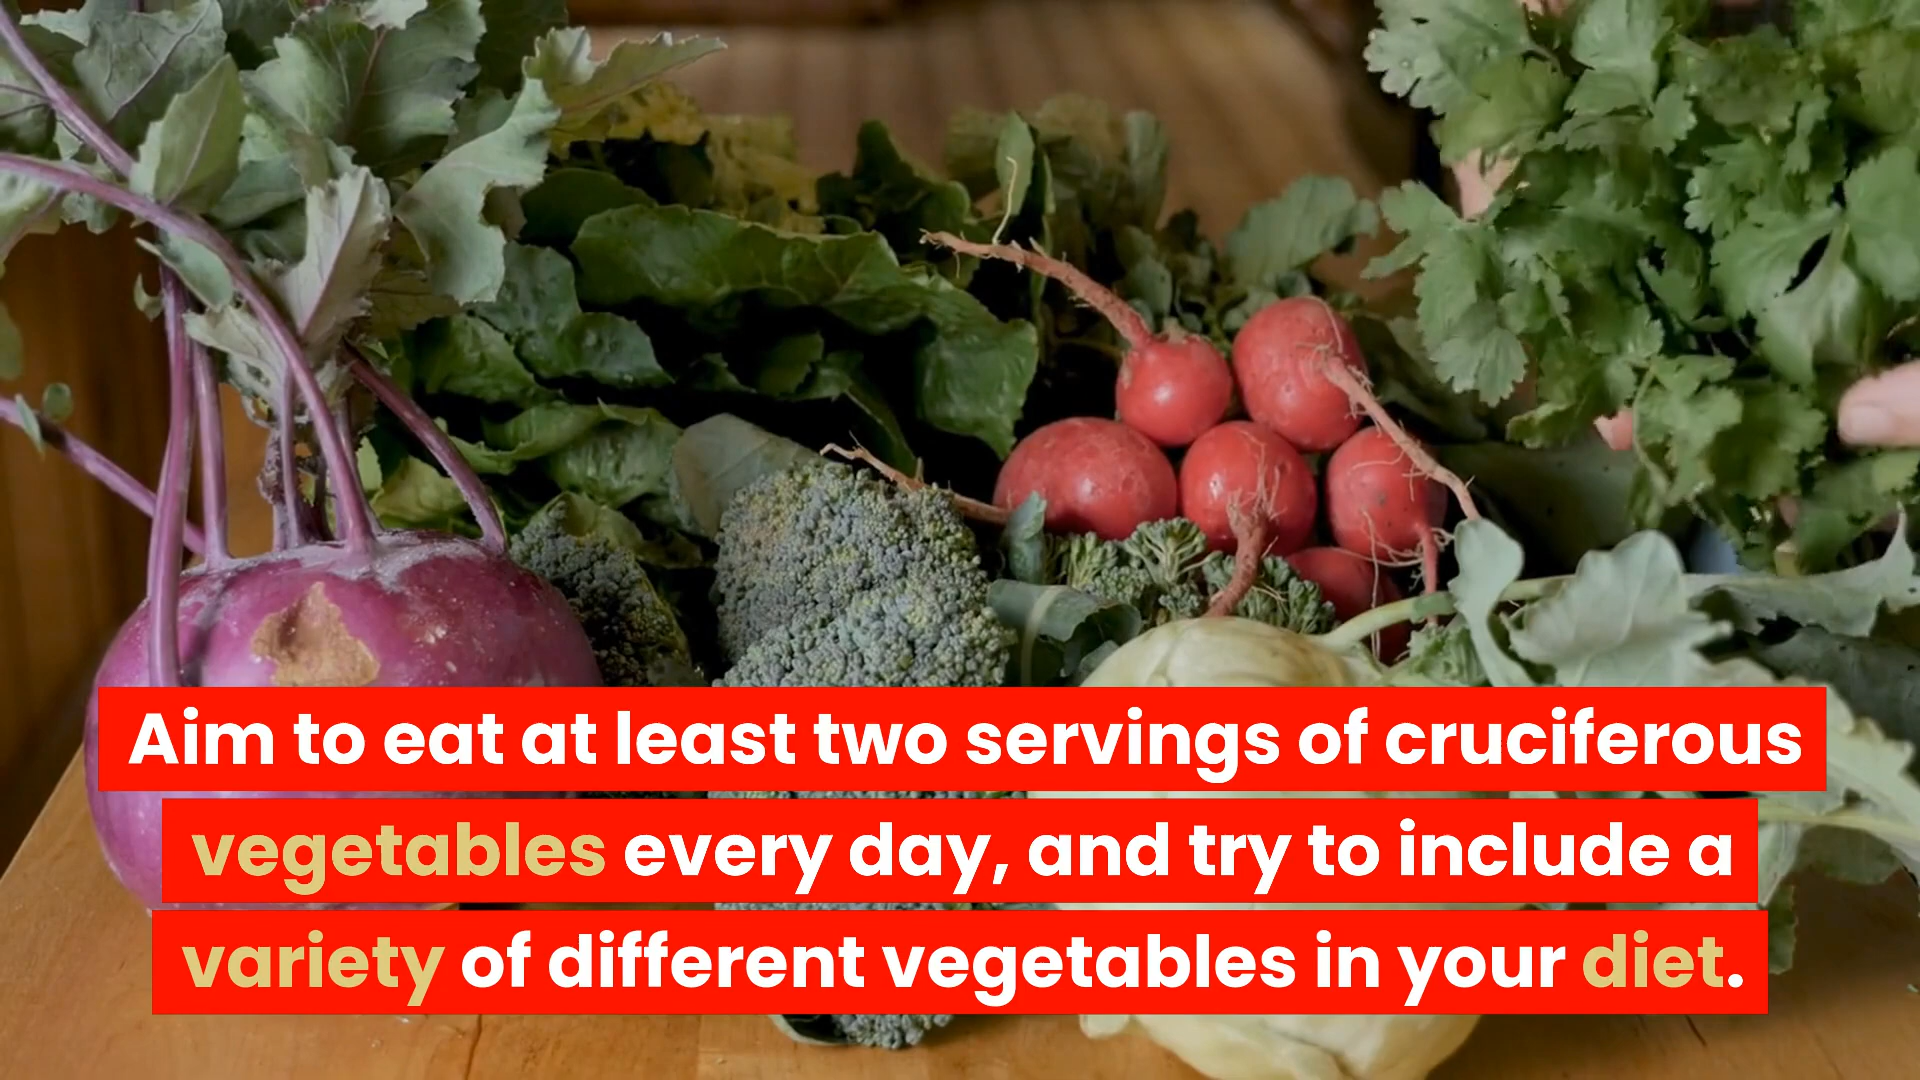 Aim to eat at least two servings of cruciferous
vegetables every day, and try to include a
variety of different vegetables in your diet.